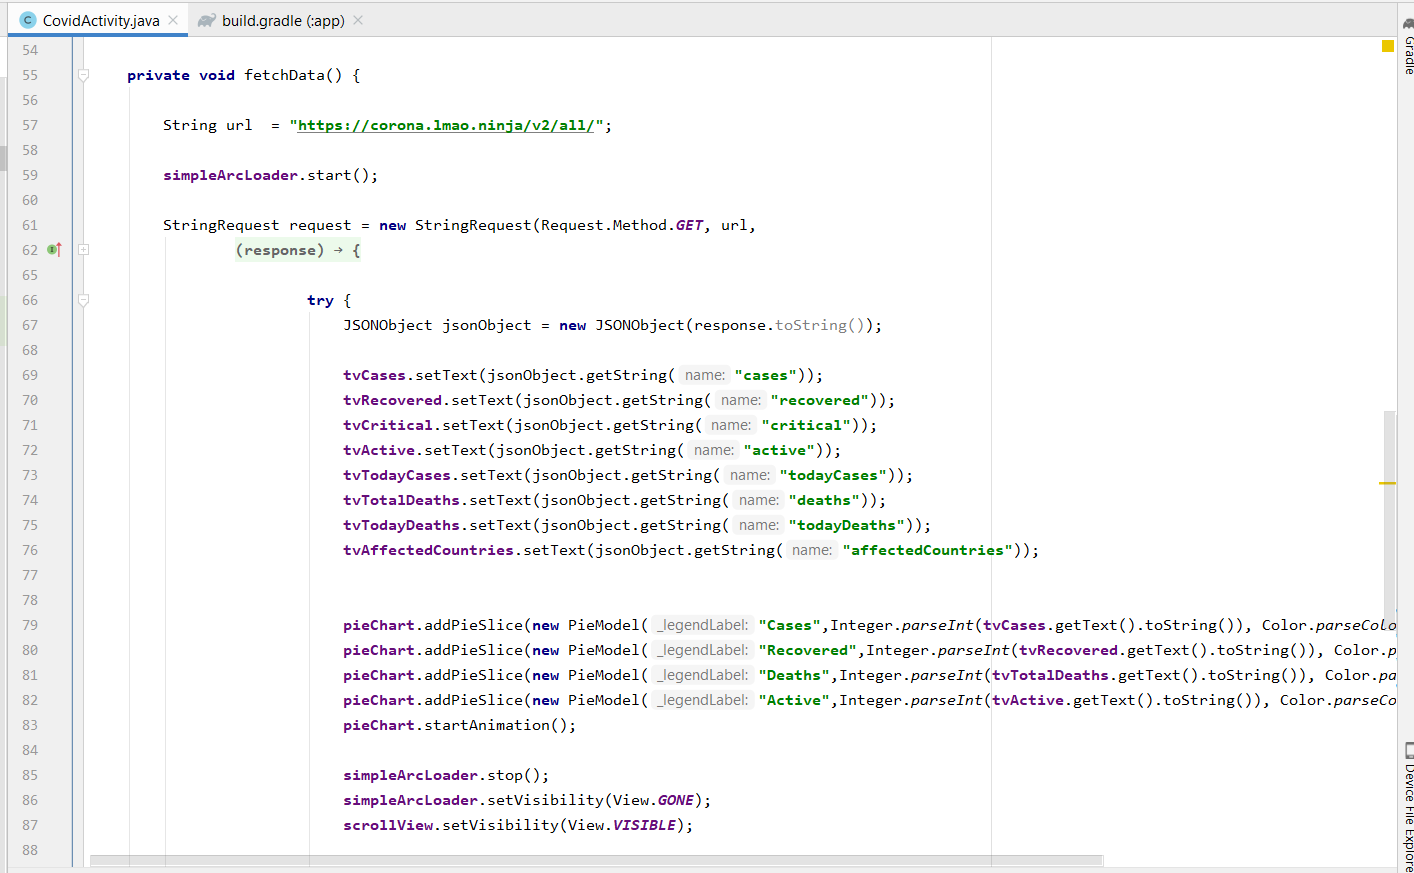 CovidActivity.java
build.gradle (:app)
Gradle
54
55 private void fetchData() {
56
57 String url  = "https://corona.lmao.ninja/v2/all/";
58
59 simpleArcLoader.start();
60
61 StringRequest request = new StringRequest(Request.Method.GET, url,
62 (response) → {
65
66 try {
67 JSONObject jsonObject = new JSONObject(response.toString());
68
69 tvCases.setText(jsonObject.getString( name: "cases"));
70 tvRecovered.setText(jsonObject.getString( name: "recovered"));
71 tvCritical.setText(jsonObject.getString( name: "critical"));
72 tvActive.setText(jsonObject.getString( name: "active"));
73 tvTodayCases.setText(jsonObject.getString( name: "todayCases"));
74 tvTotalDeaths.setText(jsonObject.getString( name: "deaths"));
75 tvTodayDeaths.setText(jsonObject.getString( name: "todayDeaths"));
76 tvAffectedCountries.setText(jsonObject.getString( name: "affectedCountries"));
77
78
79 pieChart.addPieSlice(new PieModel( _legendLabel: "Cases",Integer.parseInt(tvCases.getText().toString()), Color.parseColo
80 pieChart.addPieSlice(new PieModel( _legendLabel: "Recovered",Integer.parseInt(tvRecovered.getText().toString()), Color.p
81 pieChart.addPieSlice(new PieModel( _legendLabel: "Deaths",Integer.parseInt(tvTotalDeaths.getText().toString()), Color.pa
82 pieChart.addPieSlice(new PieModel( _legendLabel: "Active",Integer.parseInt(tvActive.getText().toString()), Color.parseCo
83 pieChart.startAnimation();
84
85 simpleArcLoader.stop();
86 simpleArcLoader.setVisibility(View.GONE);
87 scrollView.setVisibility(View.VISIBLE);
88
Device File Explore